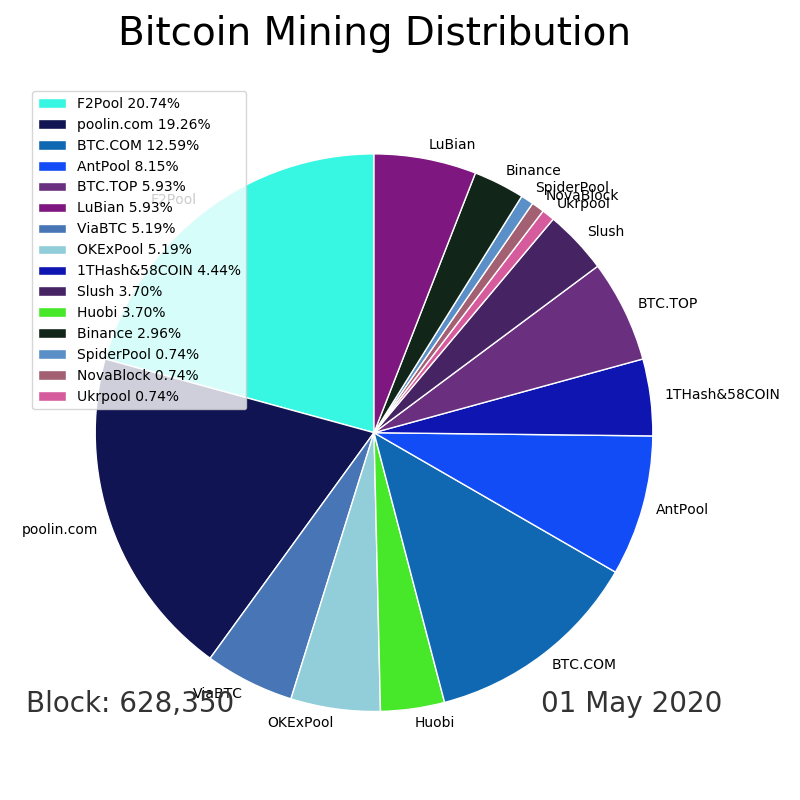 Bitcoin Mining Distribution
F2Pool 20.74%
poolin.com 19.26%
BTC.COM 12.59%
AntPool 8.15%
BTC.TOP 5.93%
LuBian 5.93%
ViaBTC 5.19%
OKExPool 5.19%
1THash&58COIN 4.44%
Slush 3.70%
Huobi 3.70%
Binance 2.96%
SpiderPool 0.74%
NovaBlock 0.74%
Ukrpool 0.74%
F2Pool
LuBian
Binance
SpiderPool
NovaBlock
Ukrpool
Slush
BTC.TOP
1THash&58COIN
AntPool
BTC.COM
Huobi
OKExPool
ViaBTC
poolin.com
Block: 628,350
01 May 2020